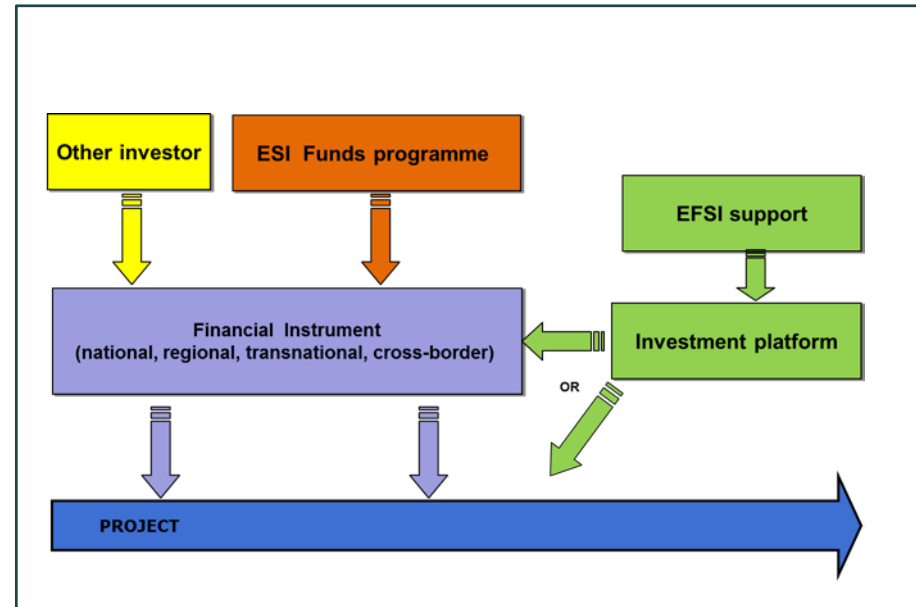 Other investor
ESI Funds programme
EFSI support
Financial Instrument
(national, regional, transnational, cross-border)
Investment platform
OR
PROJECT